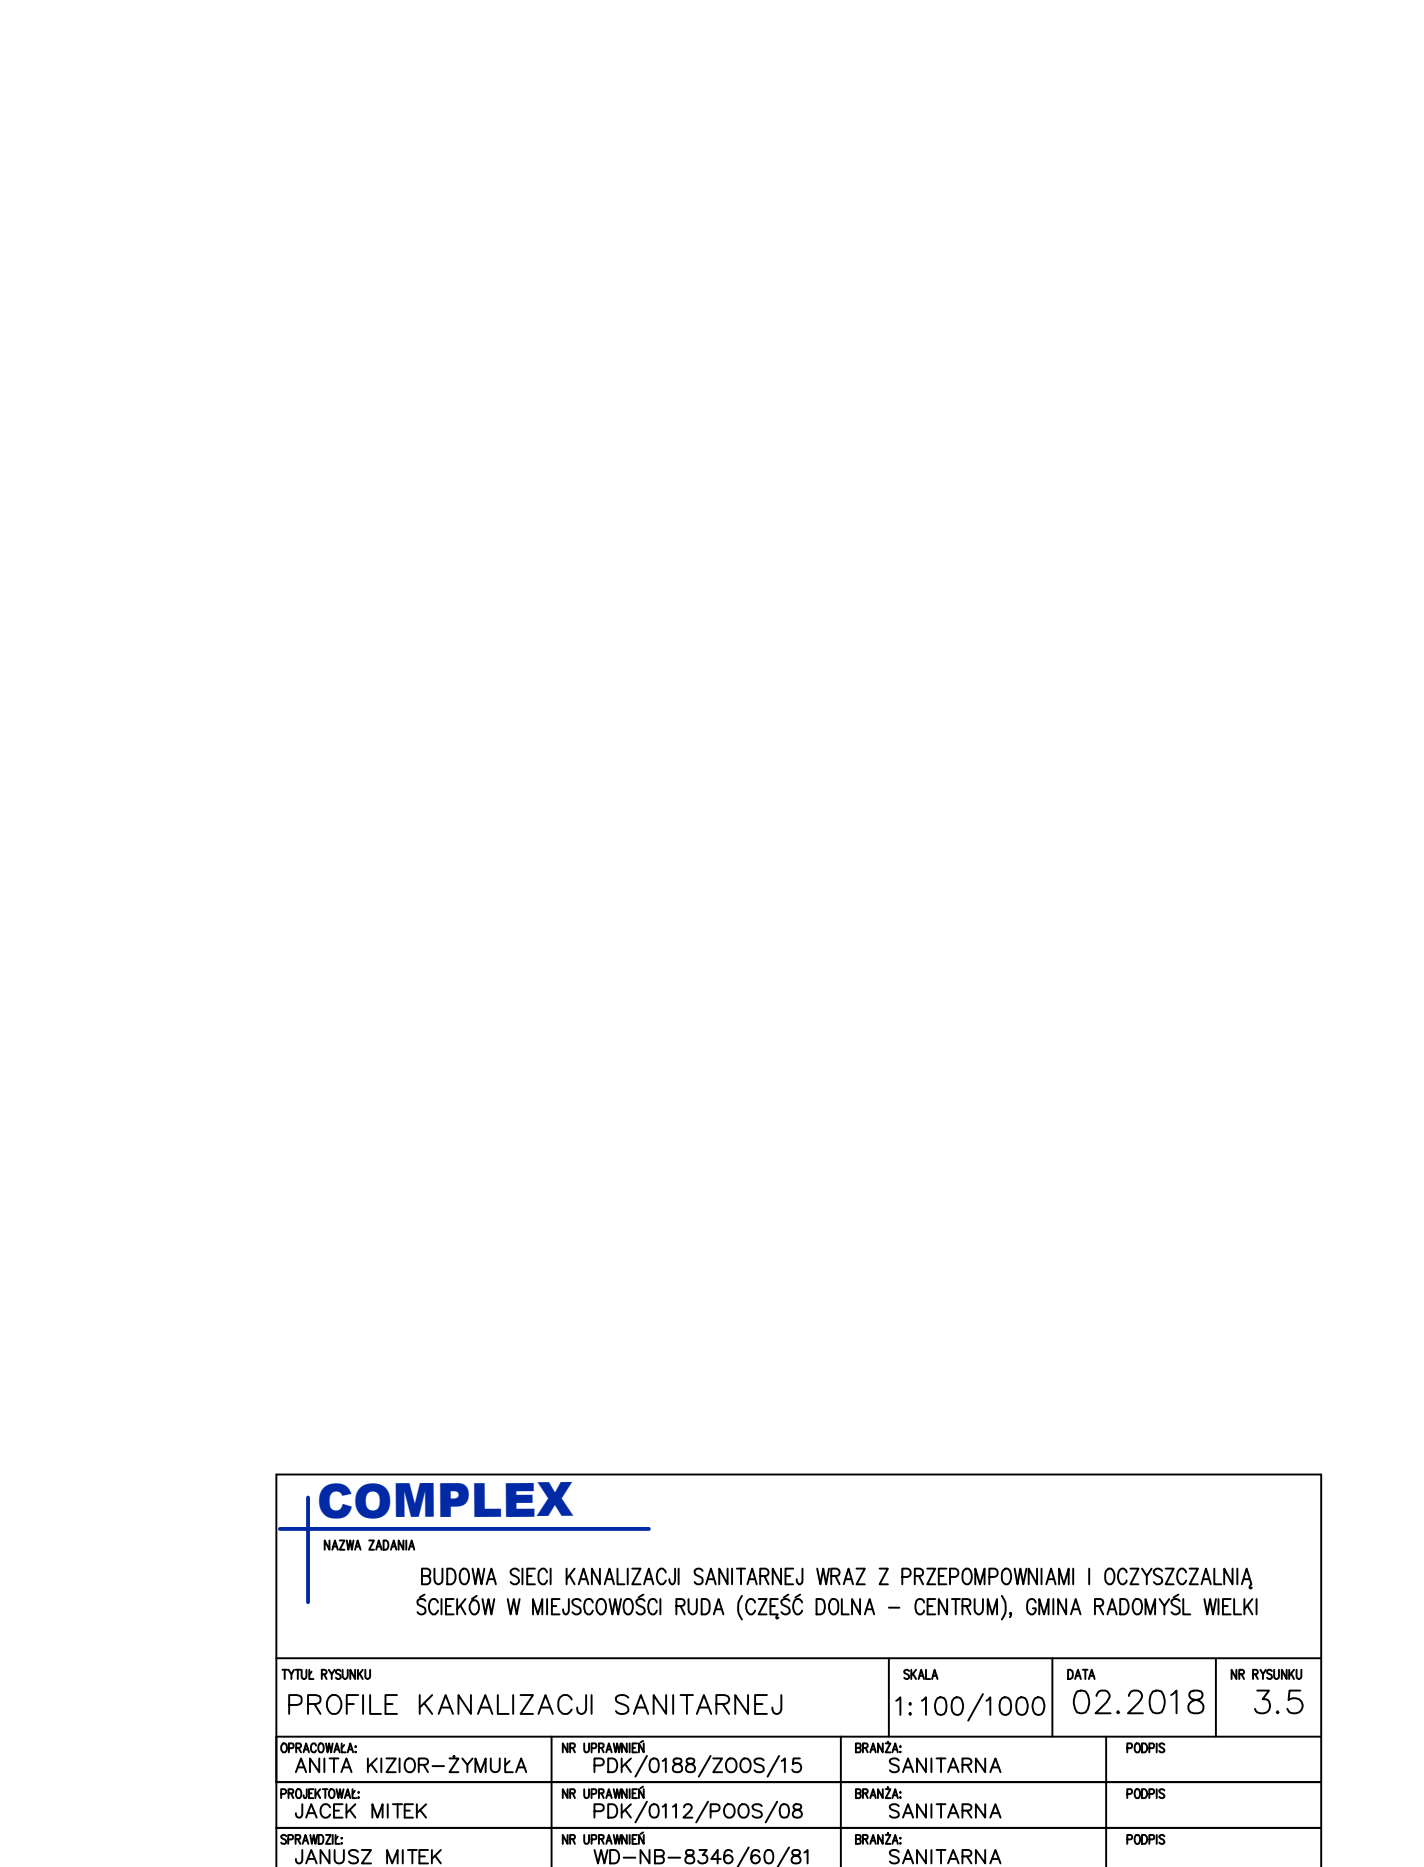 COMPLEX
NAZWA ZADANIA
BUDOWA SIECI KANALIZACJI SANITARNEJ WRAZ Z PRZEPOMPOWNIAMI I OCZYSZCZALNIĄ
ŚCIEKÓW W MIEJSCOWOŚCI RUDA (CZĘŚĆ DOLNA – CENTRUM), GMINA RADOMYŚL WIELKI
TYTUŁ RYSUNKU SKALA DATA NR RYSUNKU
PROFILE KANALIZACJI SANITARNEJ 1:100/1000 02.2018 3.5
OPRACOWAŁA: NR UPRAWNIEŃ BRANŻA: PODPIS
ANITA KIZIOR–ŻYMUŁA PDK/0188/ZOOS/15 SANITARNA
PROJEKTOWAŁ: NR UPRAWNIEŃ BRANŻA: PODPIS
JACEK MITEK PDK/0112/POOS/08 SANITARNA
SPRAWDZIŁ: NR UPRAWNIEŃ BRANŻA: PODPIS
JANUSZ MITEK WD–NB–8346/60/81 SANITARNA